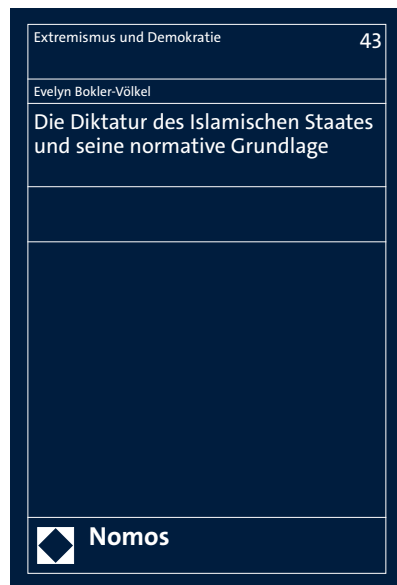 Extremismus und Demokratie 43
Evelyn Bokler-Völkel
Die Diktatur des Islamischen Staates
und seine normative Grundlage
Nomos